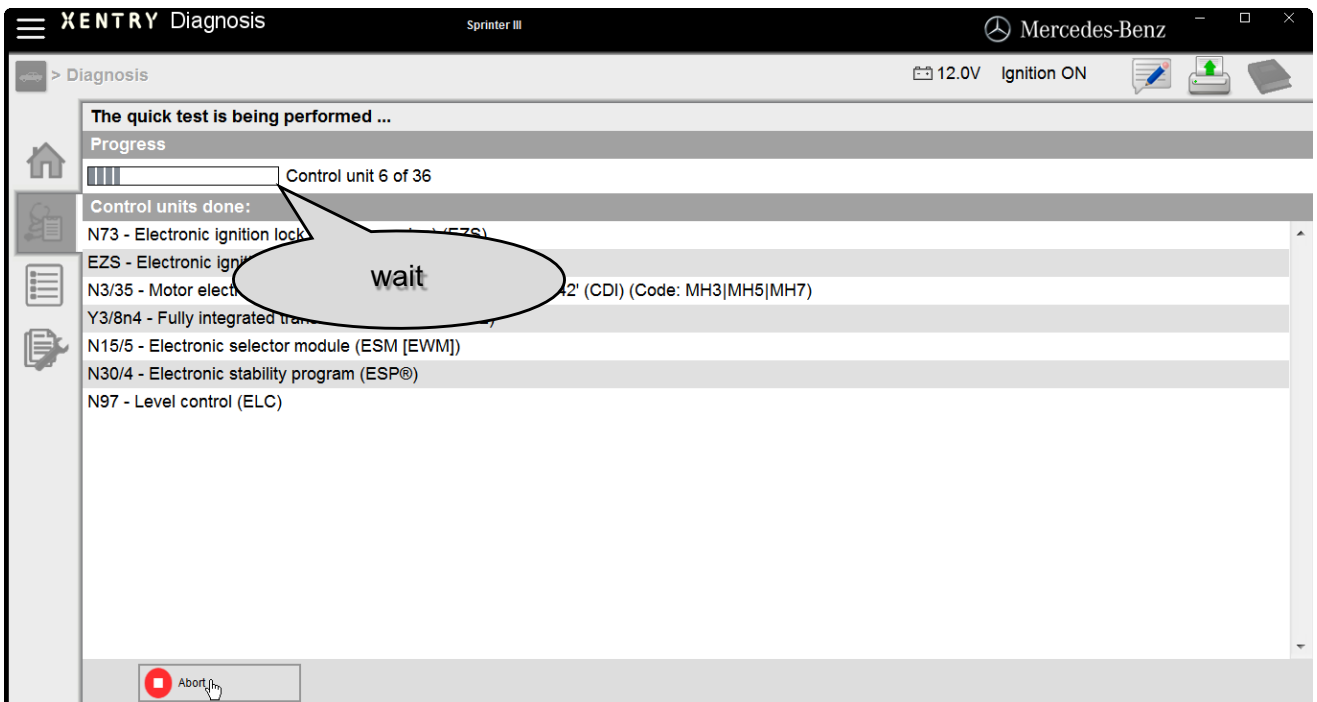 XENTRY Diagnosis
Sprinter III
Mercedes-Benz
> Diagnosis
12.0V
Ignition ON
The quick test is being performed ...
Progress
Control unit 6 of 36
Control units done:
N73 - Electronic ignition lock (EZS)
EZS - Electronic
N3/35 - Motor (CDI) (Code: MH3|MH5|MH7)
Y3/8n4 - Fully integrated
wait
N15/5 - Electronic selector module (ESM [EWM])
N30/4 - Electronic stability program (ESP®)
N97 - Level control (ELC)
Abort